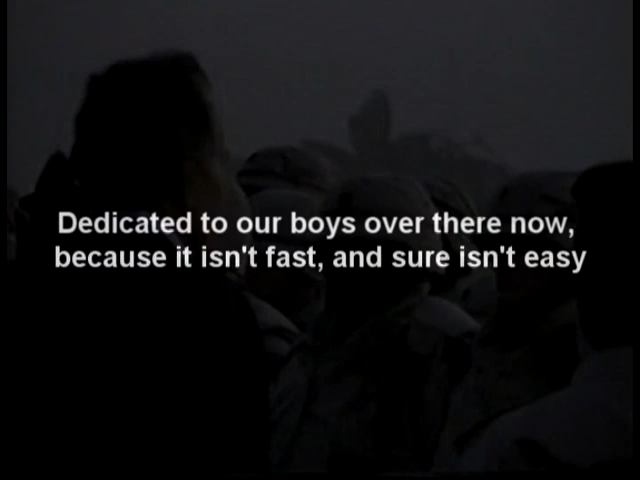 Dedicated to our boys over there now,
because it isn't fast, and sure isn't easy